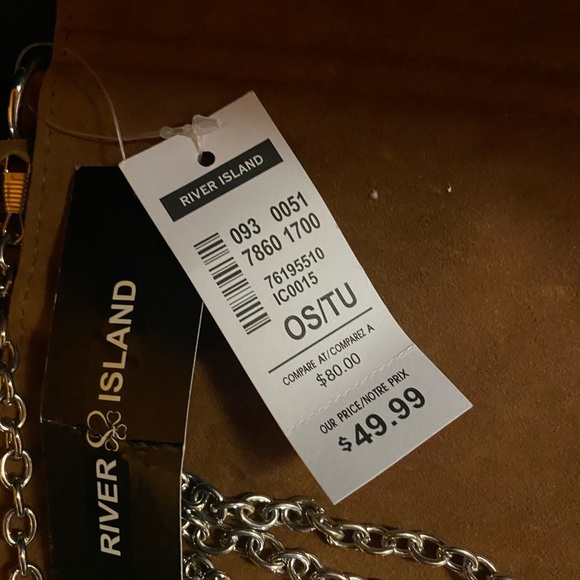 RIVER ISLAND
093 0051
7860 1700
76195510
IC0015
OS/TU
COMPARE AT/COMPAREZ A
$80.00
OUR PRICE/NOTRE PRIX
$49.99
RIVER ISLAND